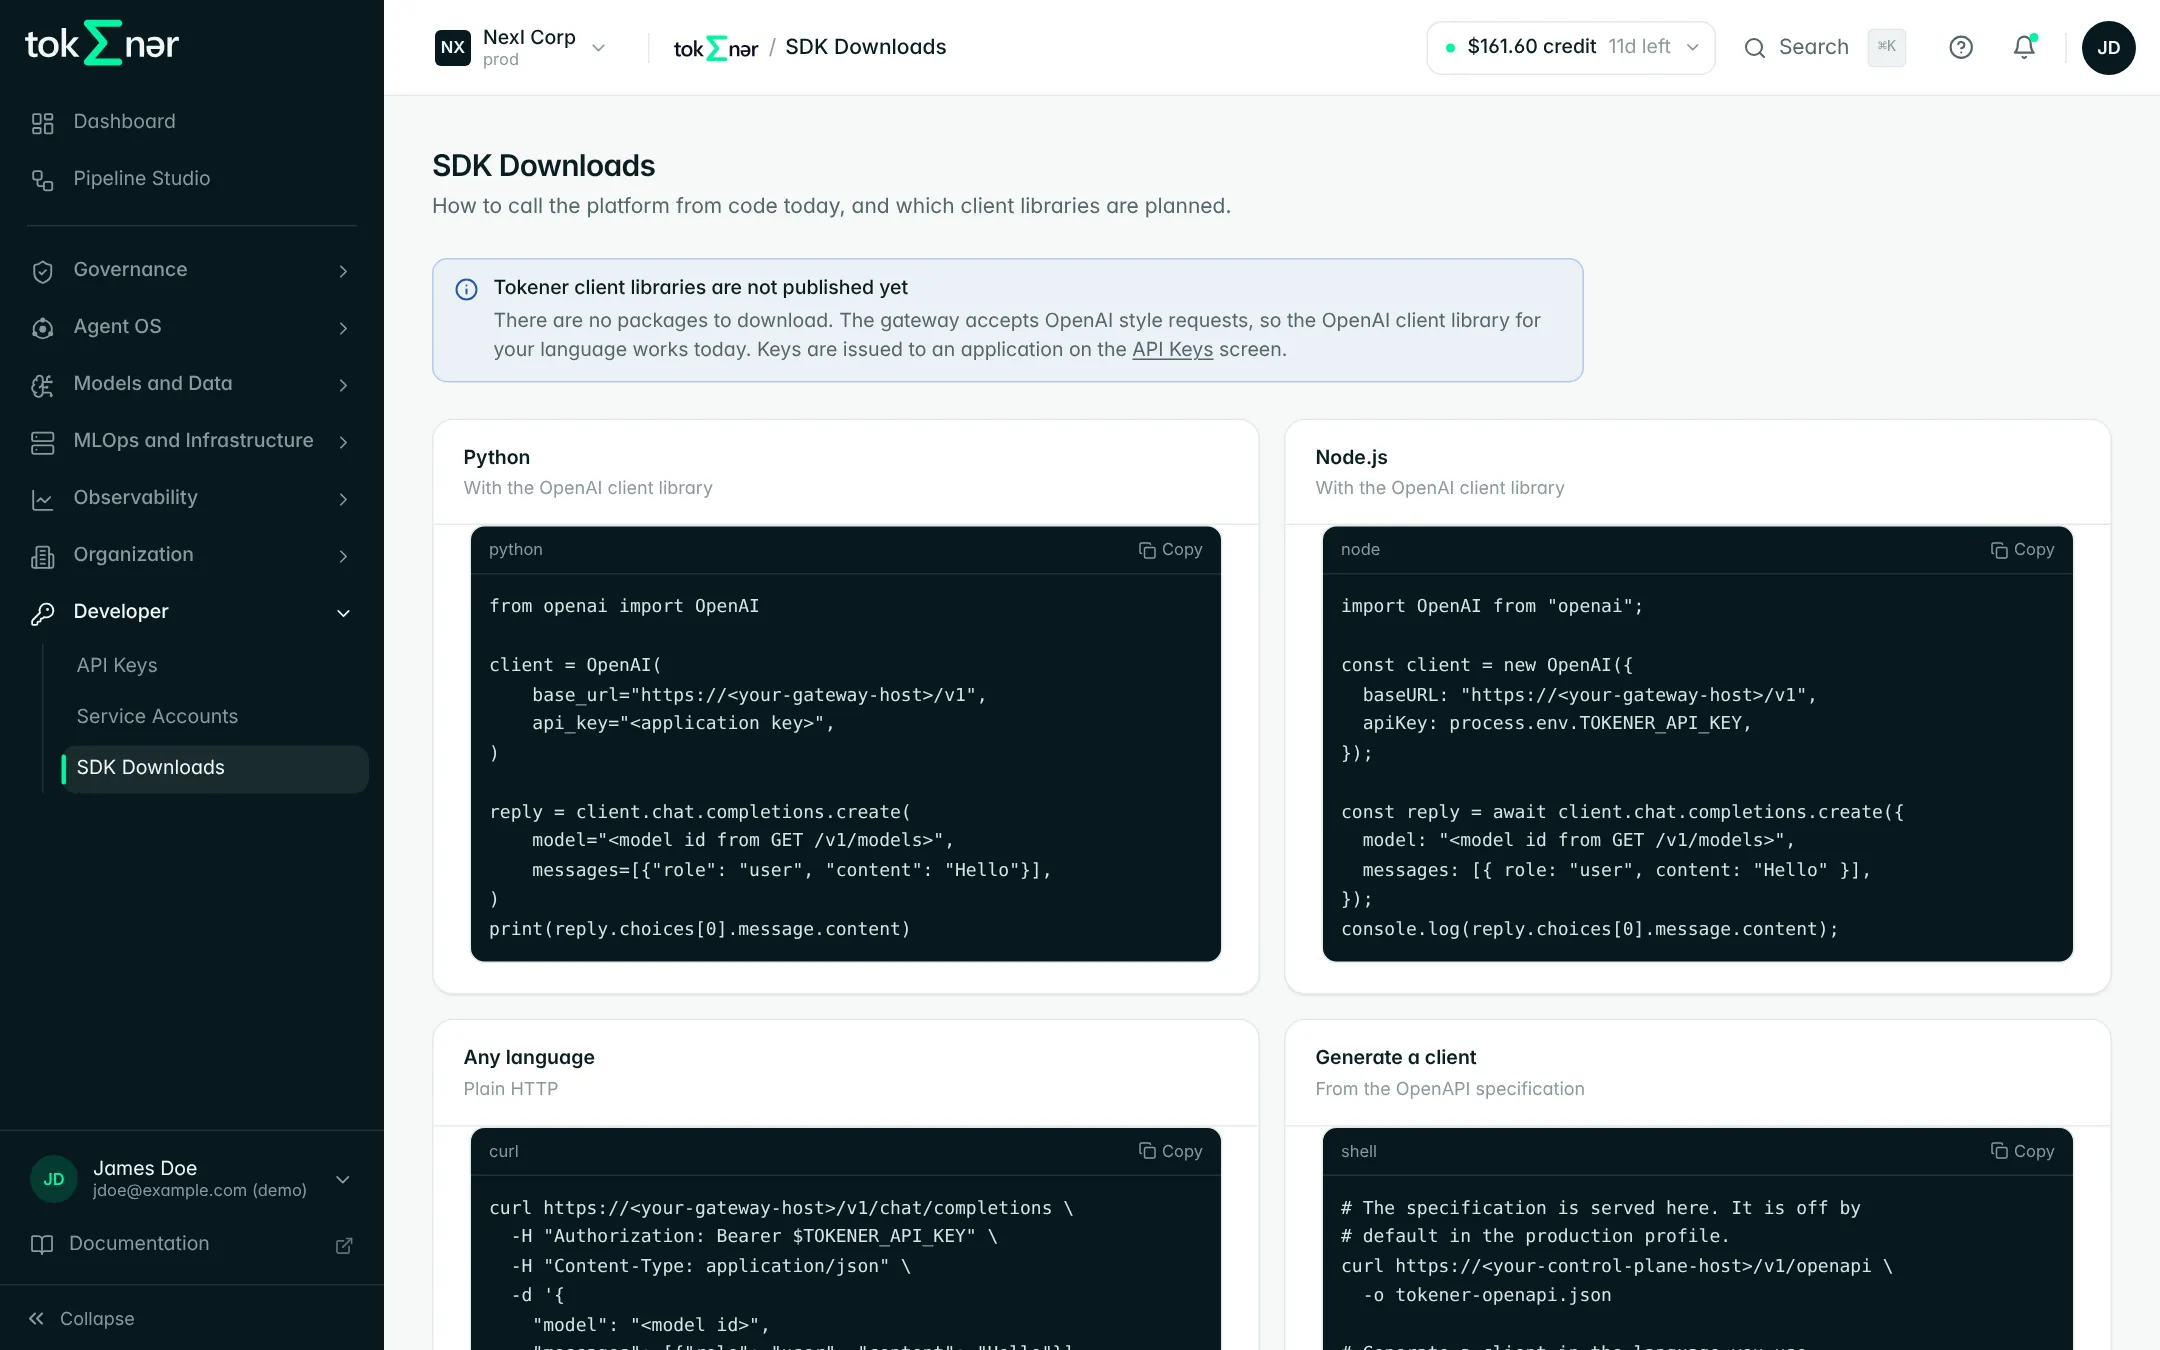 tokΣnər
Dashboard
Pipeline Studio
Governance
Agent OS
Models and Data
MLOps and Infrastructure
Observability
Organization
Developer
API Keys
Service Accounts
SDK Downloads
JD
James Doe
jdoe@example.com (demo)
Documentation
Collapse
NX
Nexl Corp
prod
tokΣnər / SDK Downloads
$161.60 credit 11d left
Search ⌘K
JD
SDK Downloads
How to call the platform from code today, and which client libraries are planned.
Tokener client libraries are not published yet
There are no packages to download. The gateway accepts OpenAI style requests, so the OpenAI client library for
your language works today. Keys are issued to an application on the API Keys screen.
Python
With the OpenAI client library
python
Copy
from openai import OpenAI
client = OpenAI(
    base_url="https://<your-gateway-host>/v1",
    api_key="<application key>",
)
reply = client.chat.completions.create(
    model="<model id from GET /v1/models>",
    messages=[{"role": "user", "content": "Hello"}],
)
print(reply.choices[0].message.content)
Node.js
With the OpenAI client library
node
Copy
import OpenAI from "openai";
const client = new OpenAI({
  baseURL: "https://<your-gateway-host>/v1",
  apiKey: process.env.TOKENER_API_KEY,
});
const reply = await client.chat.completions.create({
  model: "<model id from GET /v1/models>",
  messages: [{ role: "user", content: "Hello" }],
});
console.log(reply.choices[0].message.content);
Any language
Plain HTTP
curl
Copy
curl https://<your-gateway-host>/v1/chat/completions \
  -H "Authorization: Bearer $TOKENER_API_KEY" \
  -H "Content-Type: application/json" \
  -d '{
    "model": "<model id>",
    "messages": [{"role": "user", "content": "Hello"}]
Generate a client
From the OpenAPI specification
shell
Copy
# The specification is served here. It is off by
# default in the production profile.
curl https://<your-control-plane-host>/v1/openapi \
  -o tokener-openapi.json
# Generate a client in the language you use.